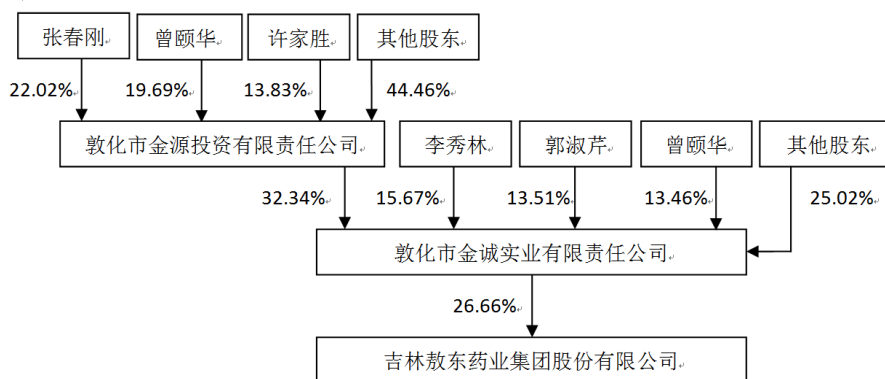 张春刚 曾颐华 许家胜 其他股东
22.02% 19.69% 13.83% 44.46%
敦化市金源投资有限责任公司 李秀林 郭淑芹 曾颐华 其他股东
32.34% 15.67% 13.51% 13.46% 25.02%
敦化市金诚实业有限责任公司
26.66%
吉林敖东药业集团股份有限公司